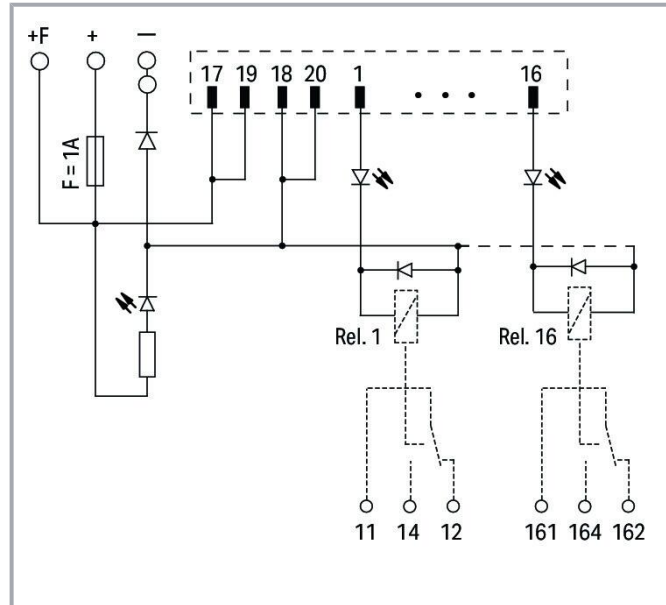 +F + −
17 19 18 20 1 16
F = 1A
Rel. 1 Rel. 16
11 14 12 161 164 162